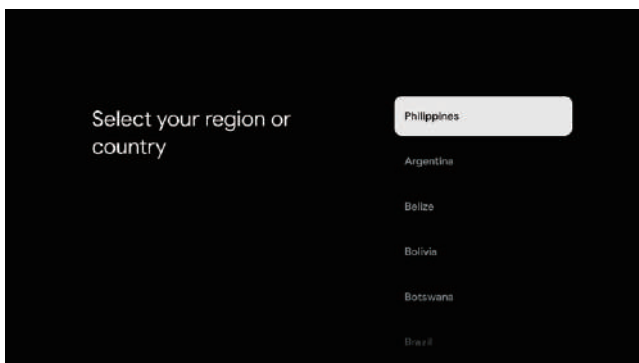 Select your region or
country
Philippines
Argentina
Belize
Bolivia
Botswana
Brazil